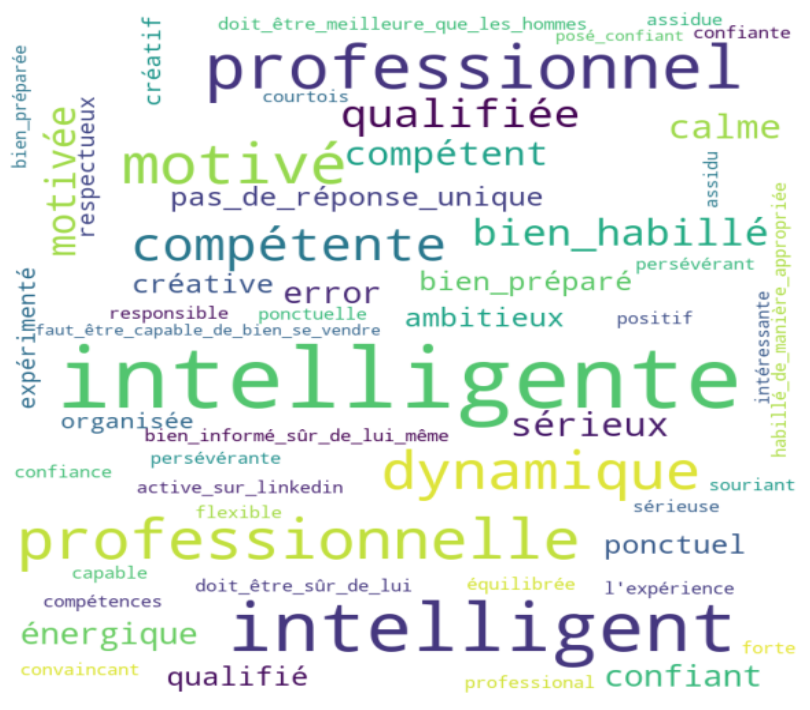 doit_être_meilleure_que_les_hommes
assidue
posé_confiant
confiante
créatif
professionnel
bien_préparée
courtois
qualifiée
motivée
respectueux
calme
motivé
compétent
assidu
pas_de_réponse_unique
habillé_de_manière_appropriée
compétente
bien_habillé
persévérant
expérimenté
créative
error
bien_préparé
responsible
ponctuelle
ambitieux
positif
intéressante
faut_être_capable_de_bien_se_vendre
intelligente
organisée
sérieux
bien_informé_sûr_de_lui_même
persévérante
confiance
dynamique
active_sur_linkedin
souriant
flexible
sérieuse
professionnelle
ponctuel
capable
doit_être_sûr_de_lui
équilibrée
l'expérience
compétences
intelligent
énergique
forte
convaincant
qualifié
professional
confiant